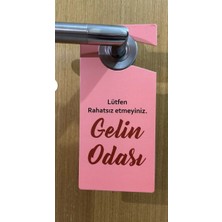 Lütfen
Rahatsız etmeyiniz.
Gelin
Odası